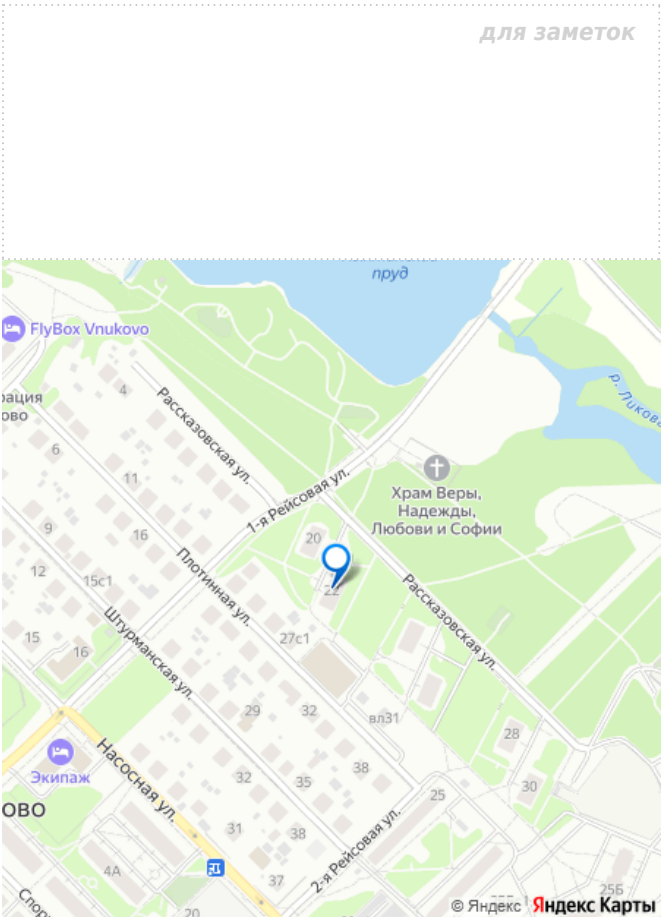 для заметок
пруд
FlyBox Vnukovo
4
Рассказовская ул.
рация
ово
р. Ликова
6
11
1-я Рейсовая ул.
Храм Веры,
Надежды,
Любови и Софии
9
16
20
12
15с1
Плотинная ул.
22
Рассказовская ул.
Штурманская ул.
27с1
15
16
29
32
вл31
28
Насосная ул.
Экипаж
32
35
38
25
30
ОВО
31
38
2-я Рейсовая ул.
4А
37
25Б
20
© Яндекс Яндекс Карты